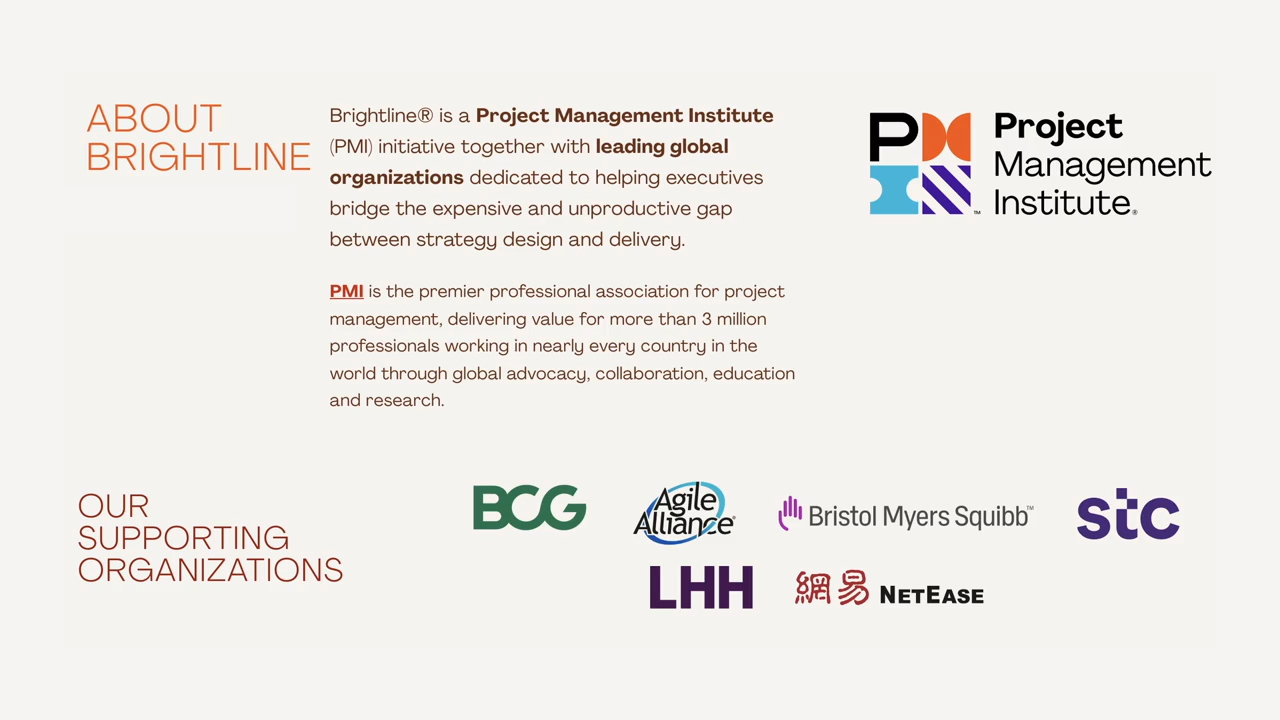 ABOUT
BRIGHTLINE
Brightline® is a Project Management Institute
(PMI) initiative together with leading global
organizations dedicated to helping executives
bridge the expensive and unproductive gap
between strategy design and delivery.
PMI is the premier professional association for project
management, delivering value for more than 3 million
professionals working in nearly every country in the
world through global advocacy, collaboration, education
and research.
P
™
Project
Management
Institute®
OUR
SUPPORTING
ORGANIZATIONS
BCG
Agile
Alliance®
Bristol Myers Squibb™
stc
LHH
網易 NETEASE